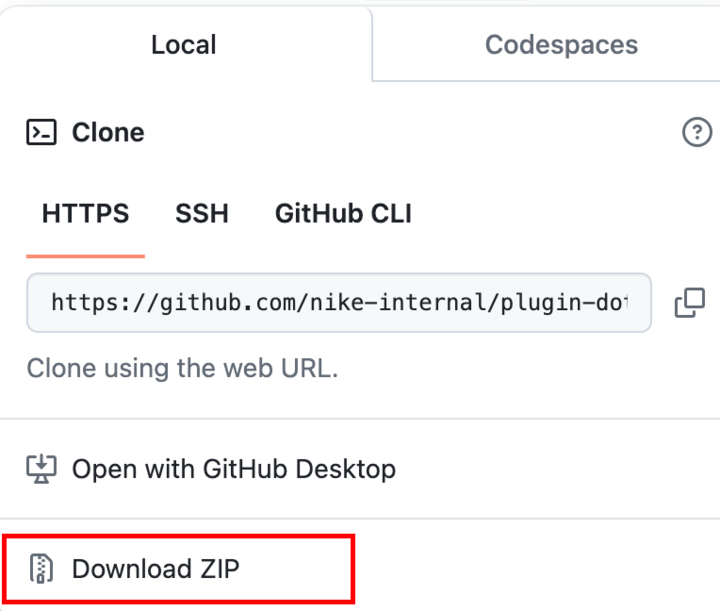 Local
Codespaces
Clone
HTTPS SSH GitHub CLI
https://github.com/nike-internal/plugin-do
Clone using the web URL.
Open with GitHub Desktop
Download ZIP